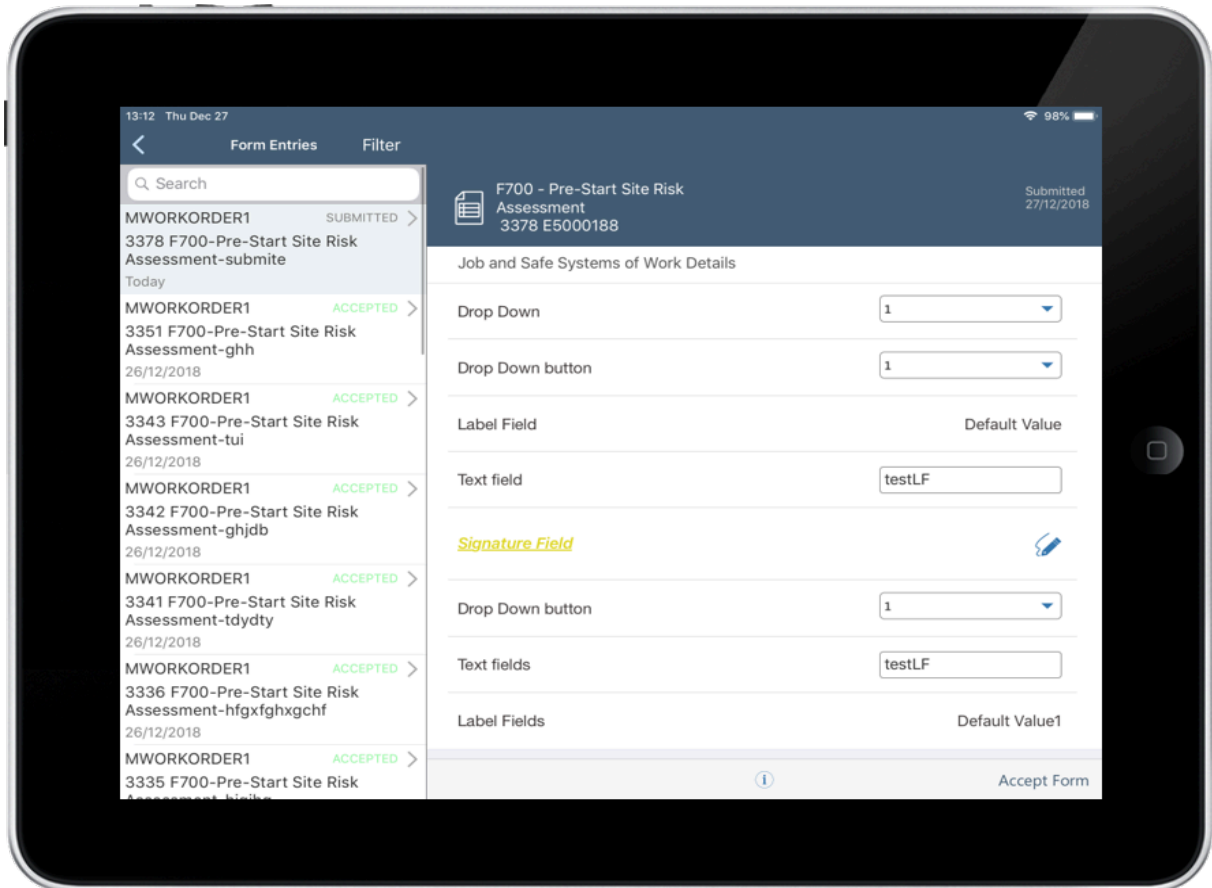 13:12 Thu Dec 27
98%
Form Entries
Filter
Search
MWORKORDER1 SUBMITTED
3378 F700-Pre-Start Site Risk
Assessment-submite
Today
MWORKORDER1 ACCEPTED
3351 F700-Pre-Start Site Risk
Assessment-ghh
26/12/2018
MWORKORDER1 ACCEPTED
3343 F700-Pre-Start Site Risk
Assessment-tui
26/12/2018
MWORKORDER1 ACCEPTED
3342 F700-Pre-Start Site Risk
Assessment-ghjdb
26/12/2018
MWORKORDER1 ACCEPTED
3341 F700-Pre-Start Site Risk
Assessment-tdydty
26/12/2018
MWORKORDER1 ACCEPTED
3336 F700-Pre-Start Site Risk
Assessment-hfgxfghxgchf
26/12/2018
MWORKORDER1 ACCEPTED
3335 F700-Pre-Start Site Risk
F700 - Pre-Start Site Risk
Assessment
3378 E5000188
Submitted
27/12/2018
Job and Safe Systems of Work Details
Drop Down 1
Drop Down button 1
Label Field Default Value
Text field testLF
Signature Field
Drop Down button 1
Text fields testLF
Label Fields Default Value1
Accept Form